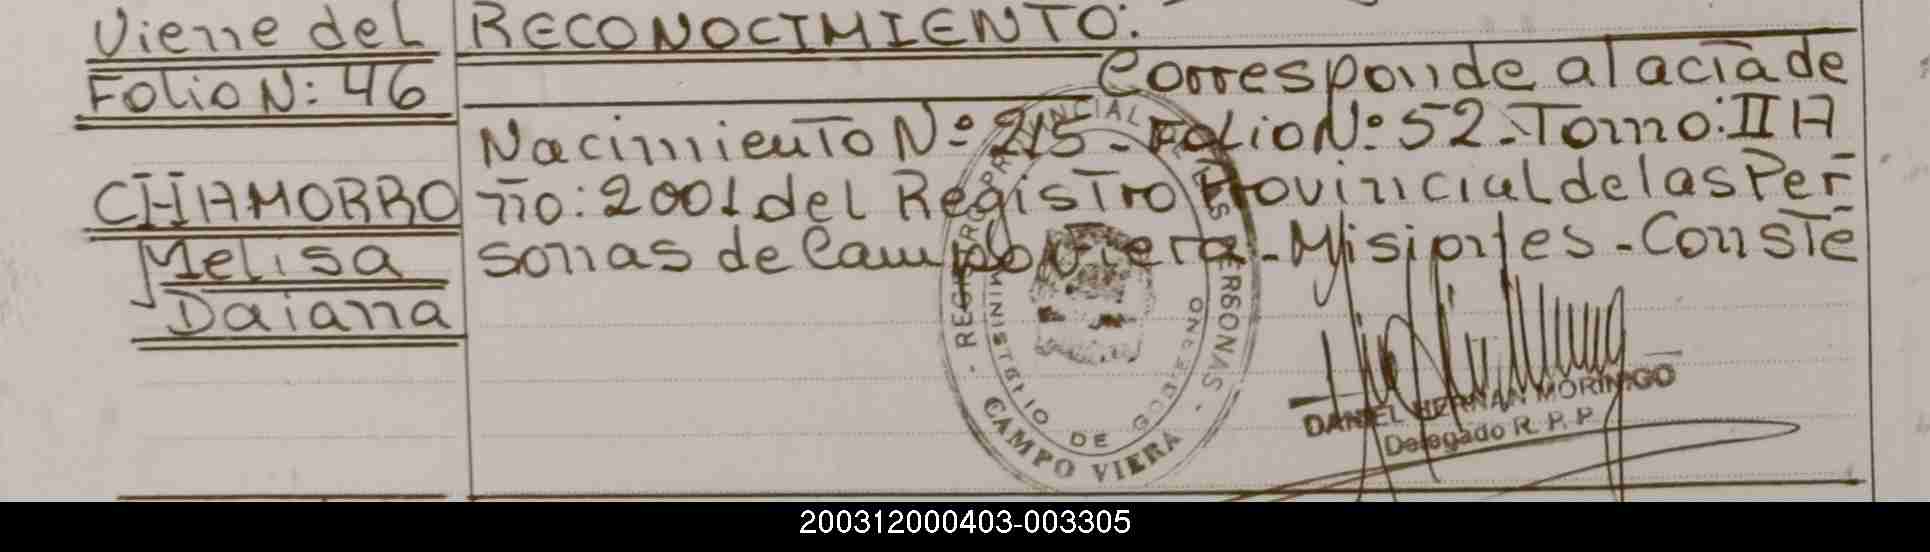 Viene del
Folio N: 46
CHAMORRO
Melisa
Daiana
RECONOCIMIENTO:
Corresponde al acta de
Nacimiento N° 215 - Folio N° 52 - Tomo: II A
ño: 2001 del Registro Provincial de las Per
sonas de Campo Viera - Misiones - Conste
REGISTRO PROVINCIAL DE LAS PERSONAS
MINISTERIO DE GOBIERNO
CAMPO VIERA
DANIEL HERNAN MORINIGO
Delegado R. P. P.
200312000403-003305